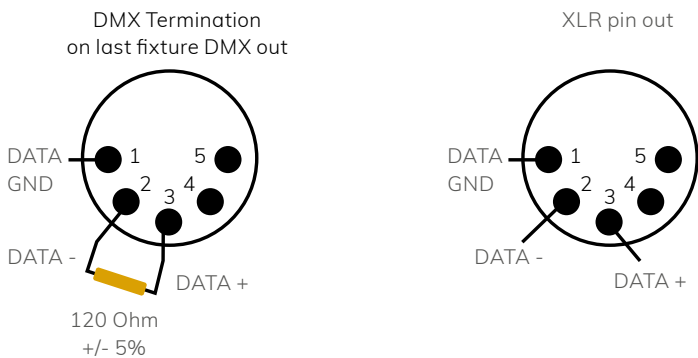 DMX Termination
on last fixture DMX out
DATA
GND
1
2
3
4
5
DATA -
DATA +
120 Ohm
+/- 5%
XLR pin out
DATA
GND
1
2
3
4
5
DATA -
DATA +